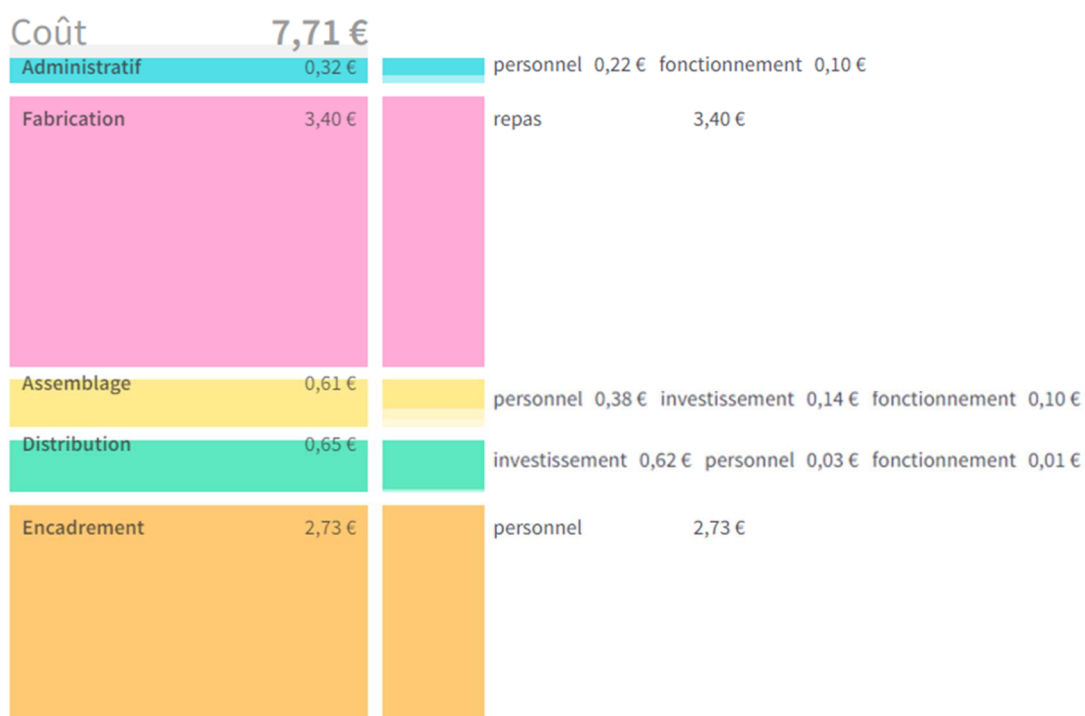 Coût 7,71 €
Administratif 0,32 € personnel 0,22 € fonctionnement 0,10 €
Fabrication 3,40 € repas 3,40 €
Assemblage 0,61 €
personnel 0,38 € investissement 0,14 € fonctionnement 0,10 €
Distribution 0,65 €
investissement 0,62 € personnel 0,03 € fonctionnement 0,01 €
Encadrement 2,73 € personnel 2,73 €